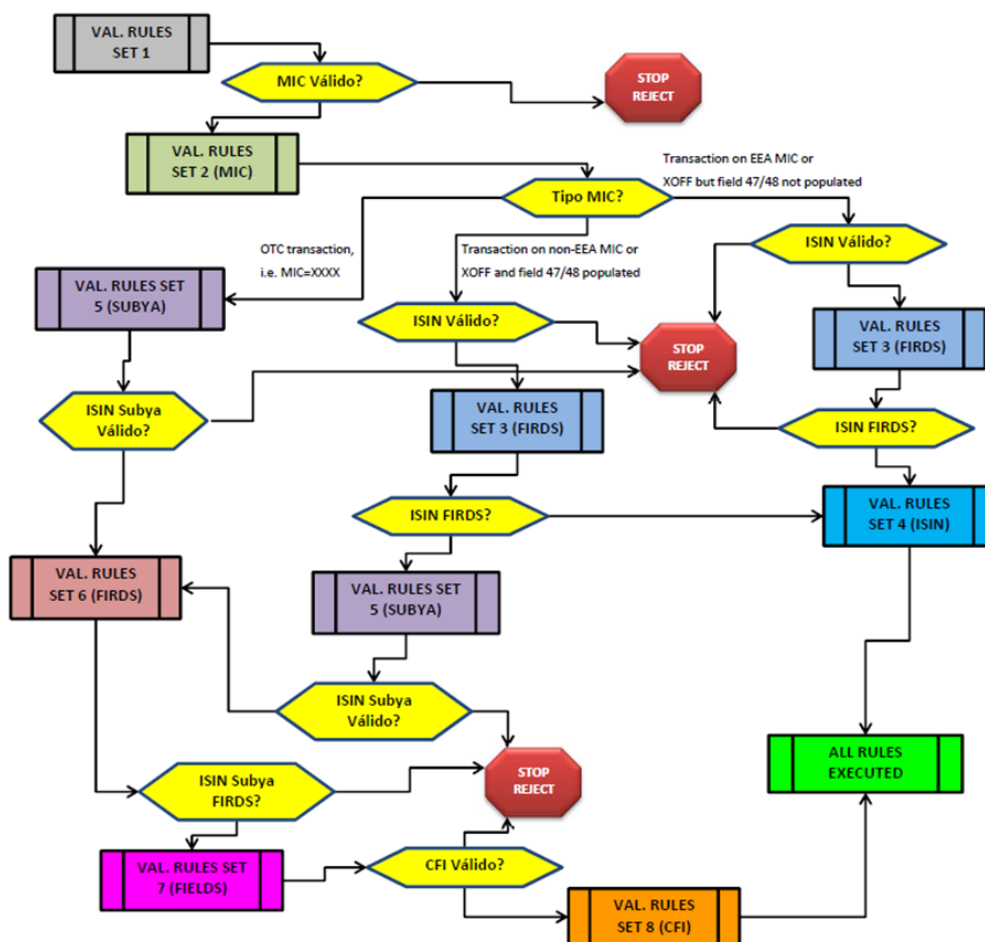 VAL. RULES
SET 1
MIC Válido?
STOP
REJECT
VAL. RULES
SET 2 (MIC)
Transaction on EEA MIC or
XOFF but field 47/48 not populated
Tipo MIC?
OTC transaction,
i.e. MIC=XXXX
Transaction on non-EEA MIC or
XOFF and field 47/48 populated
ISIN Válido?
VAL. RULES SET
5 (SUBYA)
ISIN Válido?
STOP
REJECT
VAL. RULES
SET 3 (FIRDS)
ISIN Subya
Válido?
VAL. RULES
SET 3 (FIRDS)
ISIN FIRDS?
ISIN FIRDS?
VAL. RULES
SET 4 (ISIN)
VAL. RULES
SET 6 (FIRDS)
VAL. RULES SET
5 (SUBYA)
ISIN Subya
Válido?
ALL RULES
EXECUTED
ISIN Subya
FIRDS?
STOP
REJECT
VAL. RULES SET
7 (FIELDS)
CFI Válido?
VAL. RULES
SET 8 (CFI)